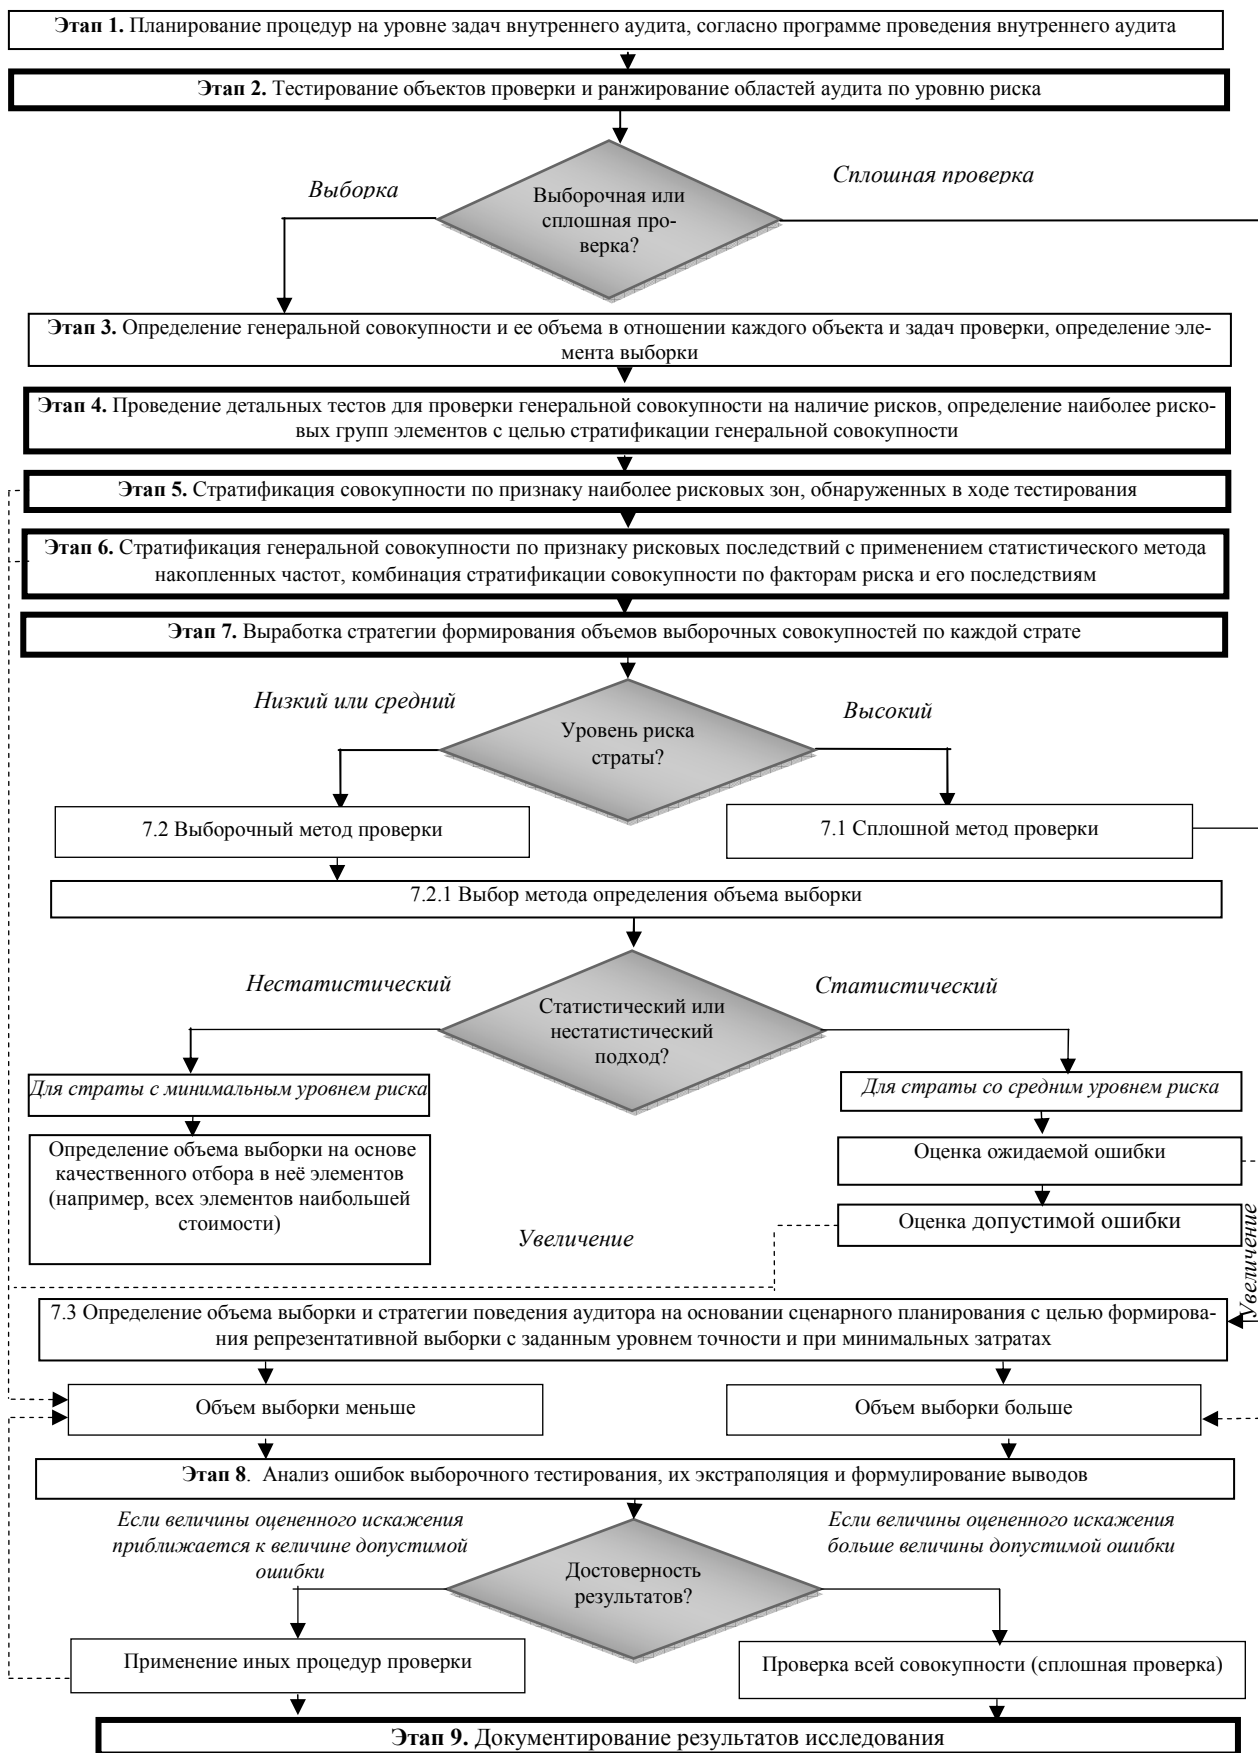 Этап 1. Планирование процедур на уровне задач внутреннего аудита, согласно программе проведения внутреннего аудита
Этап 2. Тестирование объектов проверки и ранжирование областей аудита по уровню риска
Выборка
Сплошная проверка
Выборочная или
сплошная про-
верка?
Этап 3. Определение генеральной совокупности и ее объема в отношении каждого объекта и задач проверки, определение эле-
мента выборки
Этап 4. Проведение детальных тестов для проверки генеральной совокупности на наличие рисков, определение наиболее риско-
вых групп элементов с целью стратификации генеральной совокупности
Этап 5. Стратификация совокупности по признаку наиболее рисковых зон, обнаруженных в ходе тестирования
Этап 6. Стратификация генеральной совокупности по признаку рисковых последствий с применением статистического метода
накопленных частот, комбинация стратификации совокупности по факторам риска и его последствиям
Этап 7. Выработка стратегии формирования объемов выборочных совокупностей по каждой страте
Низкий или средний
Высокий
Уровень риска
страты?
7.2 Выборочный метод проверки
7.1 Сплошной метод проверки
7.2.1 Выбор метода определения объема выборки
Нестатистический
Статистический
Статистический или
нестатистический
подход?
Для страты с минимальным уровнем риска
Для страты со средним уровнем риска
Определение объема выборки на основе
качественного отбора в неё элементов
(например, всех элементов наибольшей
стоимости)
Оценка ожидаемой ошибки
Оценка допустимой ошибки
Увеличение
Увеличение
7.3 Определение объема выборки и стратегии поведения аудитора на основании сценарного планирования с целью формирова-
ния репрезентативной выборки с заданным уровнем точности и при минимальных затратах
Объем выборки меньше
Объем выборки больше
Этап 8. Анализ ошибок выборочного тестирования, их экстраполяция и формулирование выводов
Если величины оцененного искажения
приближается к величине допустимой
ошибки
Если величины оцененного искажения
больше величины допустимой ошибки
Достоверность
результатов?
Применение иных процедур проверки
Проверка всей совокупности (сплошная проверка)
Этап 9. Документирование результатов исследования